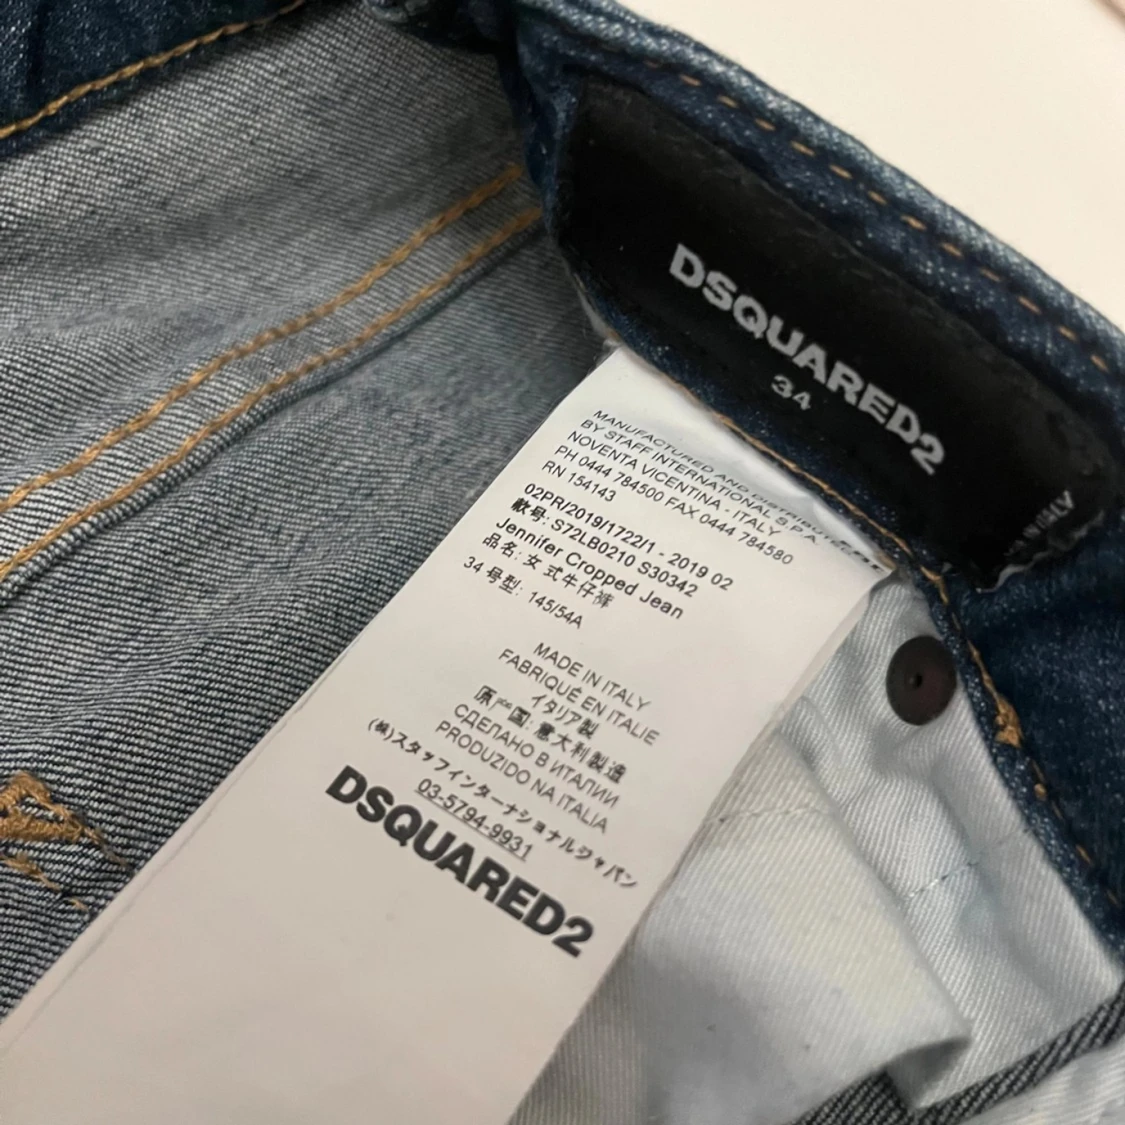 DSQUARED2
34
IN ITALY
MANUFACTURED AND DISTRIBUTED
BY STAFF INTERNATIONAL S.P.A.
NOVENTA VICENTINA - ITALY
PH 0444 784500 FAX 0444 784580
RN 154143
02PR/2019/1722/1 - 2019 02
款号: S72LB0210 S30342
Jennifer Cropped Jean
品名: 女 式牛仔裤
34 号型: 145/54A
MADE IN ITALY
FABRIQUÉ EN ITALIE
イタリア製
原产国: 意大利製造
СДЕЛАНО В ИТАЛИИ
PRODUZIDO NA ITALIA
(株)スタッフインターナショナルジャパン
03-5794-9931
DSQUARED2